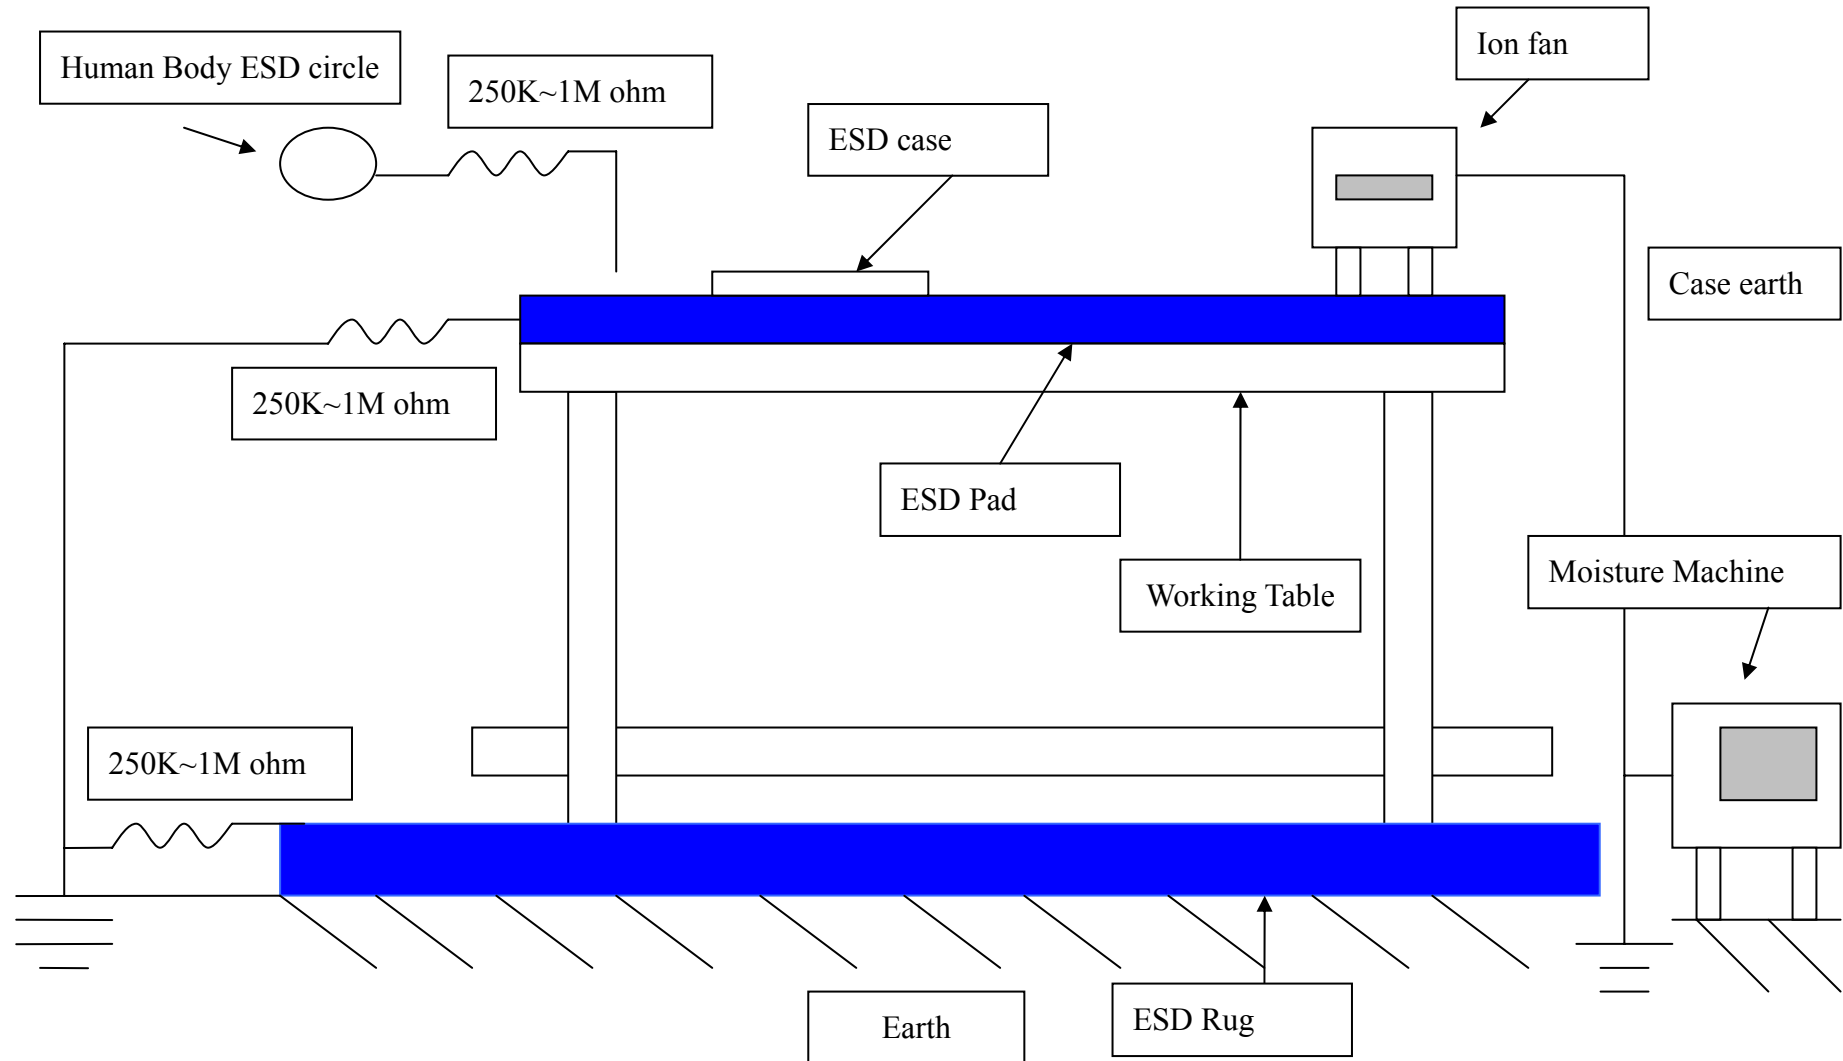 Human Body ESD circle
250K~1M ohm
ESD case
Ion fan
Case earth
250K~1M ohm
ESD Pad
Working Table
Moisture Machine
250K~1M ohm
Earth
ESD Rug